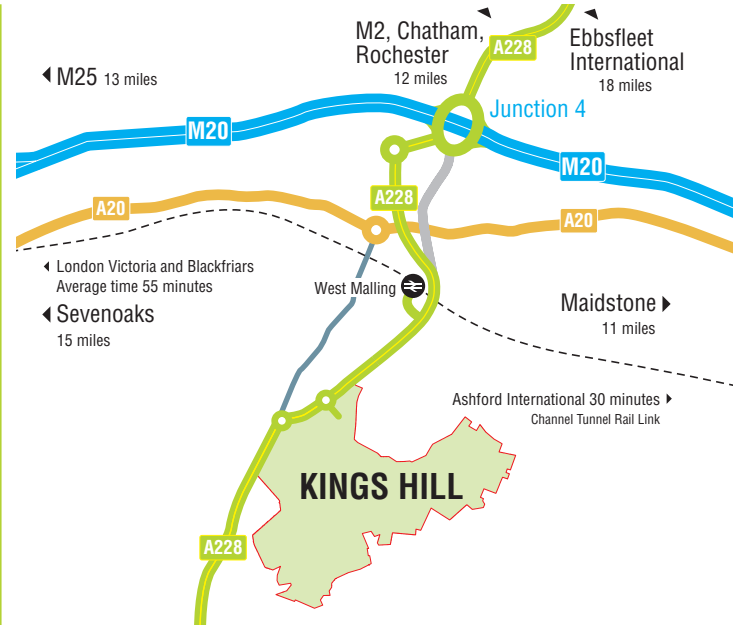 M2, Chatham,
Rochester
12 miles
A228
Ebbsfleet
International
18 miles
M25 13 miles
Junction 4
M20
M20
A228
A20
A20
London Victoria and Blackfriars
Average time 55 minutes
West Malling
Sevenoaks
15 miles
Maidstone
11 miles
Ashford International 30 minutes
Channel Tunnel Rail Link
KINGS HILL
A228